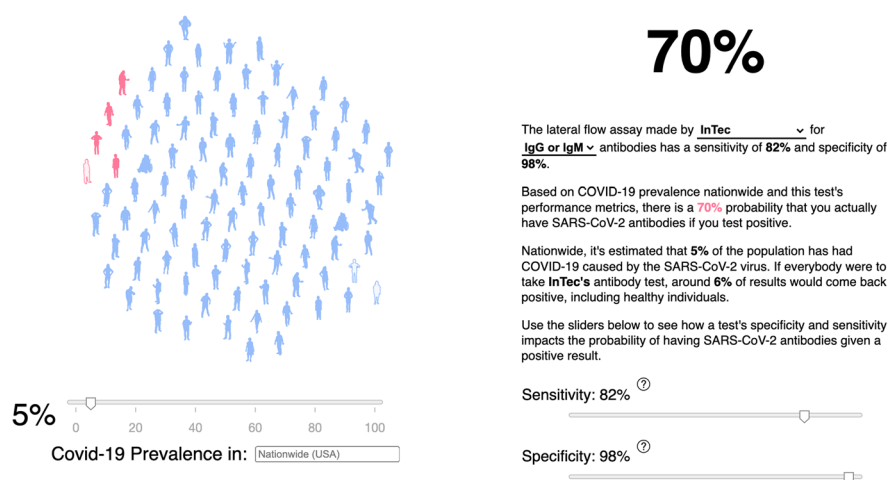 70%
The lateral flow assay made by InTec for
IgG or IgM antibodies has a sensitivity of 82% and specificity of
98%.
Based on COVID-19 prevalence nationwide and this test's
performance metrics, there is a 70% probability that you actually
have SARS-CoV-2 antibodies if you test positive.
Nationwide, it's estimated that 5% of the population has had
COVID-19 caused by the SARS-CoV-2 virus. If everybody were to
take InTec's antibody test, around 6% of results would come back
positive, including healthy individuals.
Use the sliders below to see how a test's specificity and sensitivity
impacts the probability of having SARS-CoV-2 antibodies given a
positive result.
Sensitivity: 82% ?
Specificity: 98% ?
5%
0 20 40 60 80 100
Covid-19 Prevalence in: Nationwide (USA)